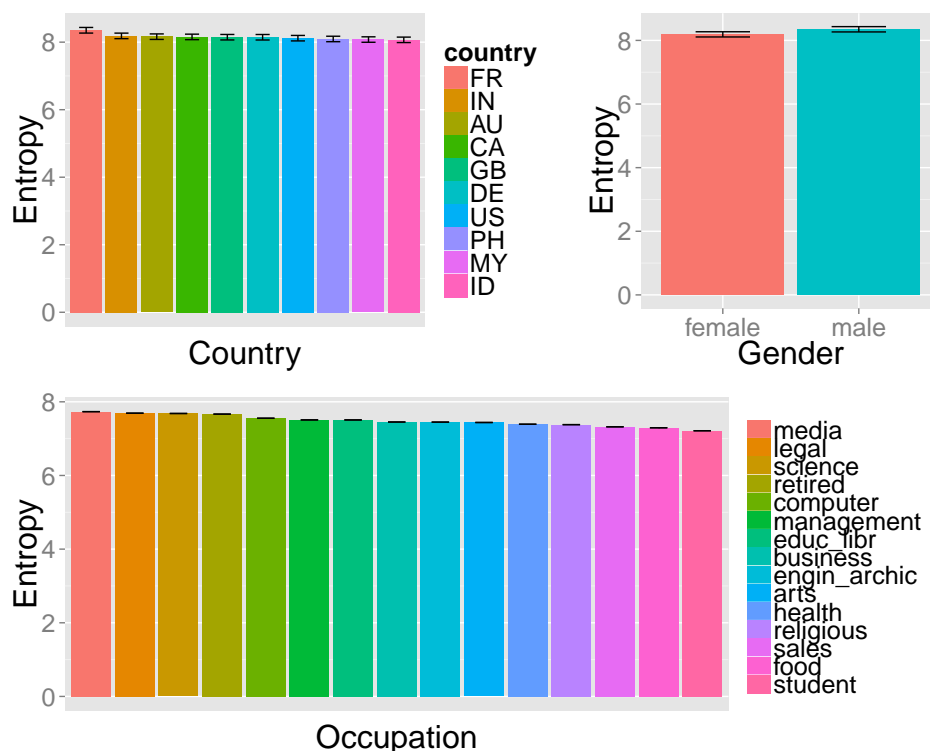 Entropy
8
6
4
2
0
Country
country
FR
IN
AU
CA
GB
DE
US
PH
MY
ID
Entropy
8
6
4
2
0
female male
Gender
Entropy
8
6
4
2
0
Occupation
media
legal
science
retired
computer
management
educ_libr
business
engin_archic
arts
health
religious
sales
food
student